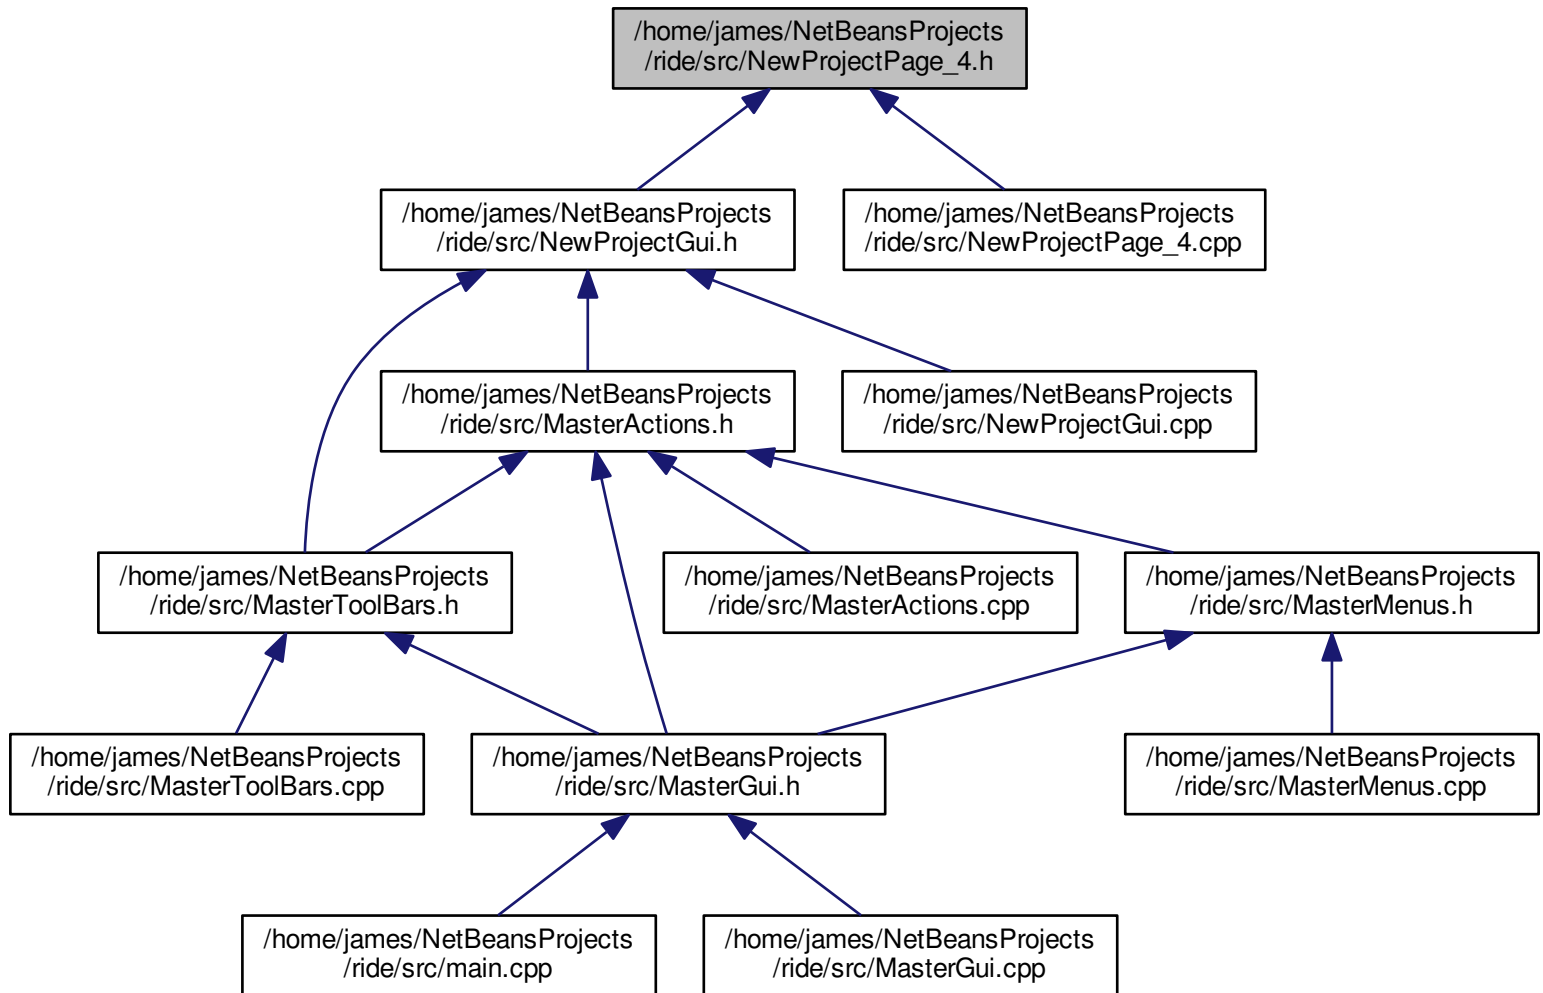 /home/james/NetBeansProjects
/ride/src/NewProjectPage_4.h
/home/james/NetBeansProjects
/ride/src/NewProjectGui.h
/home/james/NetBeansProjects
/ride/src/NewProjectPage_4.cpp
/home/james/NetBeansProjects
/ride/src/MasterActions.h
/home/james/NetBeansProjects
/ride/src/NewProjectGui.cpp
/home/james/NetBeansProjects
/ride/src/MasterToolBars.h
/home/james/NetBeansProjects
/ride/src/MasterActions.cpp
/home/james/NetBeansProjects
/ride/src/MasterMenus.h
/home/james/NetBeansProjects
/ride/src/MasterToolBars.cpp
/home/james/NetBeansProjects
/ride/src/MasterGui.h
/home/james/NetBeansProjects
/ride/src/MasterMenus.cpp
/home/james/NetBeansProjects
/ride/src/main.cpp
/home/james/NetBeansProjects
/ride/src/MasterGui.cpp